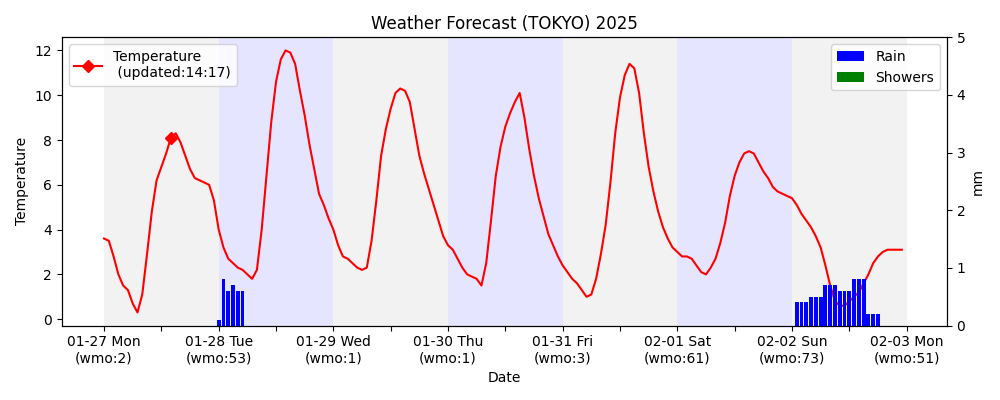 Weather Forecast (TOKYO) 2025
Temperature
(updated:14:17)
Rain
Showers
Temperature
12
10
8
6
4
2
0
5
4
3
2
1
0
mm
01-27 Mon
(wmo:2)
01-28 Tue
(wmo:53)
01-29 Wed
(wmo:1)
01-30 Thu
(wmo:1)
01-31 Fri
(wmo:3)
02-01 Sat
(wmo:61)
02-02 Sun
(wmo:73)
02-03 Mon
(wmo:51)
Date